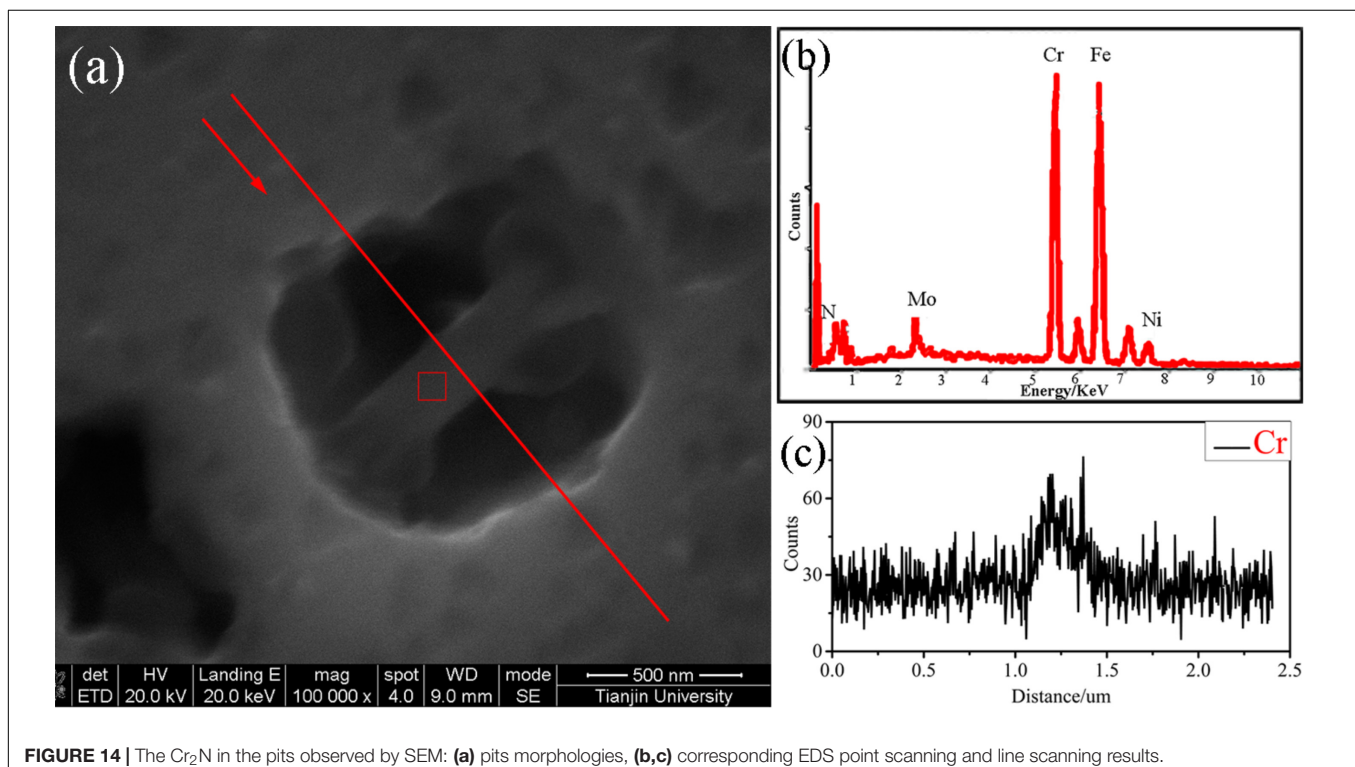 (a)
det HV Landing E mag spot WD mode
ETD 20.0 kV 20.0 keV 100 000 x 4.0 9.0 mm SE
500 nm
Tianjin University
(b)
Cr Fe
N Mo Ni
Counts
1 2 3 4 5 6 7 8 9 10
Energy/KeV
(c)
Cr
90
60
30
0
Counts
0.0 0.5 1.0 1.5 2.0 2.5
Distance/um
FIGURE 14 | The Cr₂N in the pits observed by SEM: (a) pits morphologies, (b,c) corresponding EDS point scanning and line scanning results.